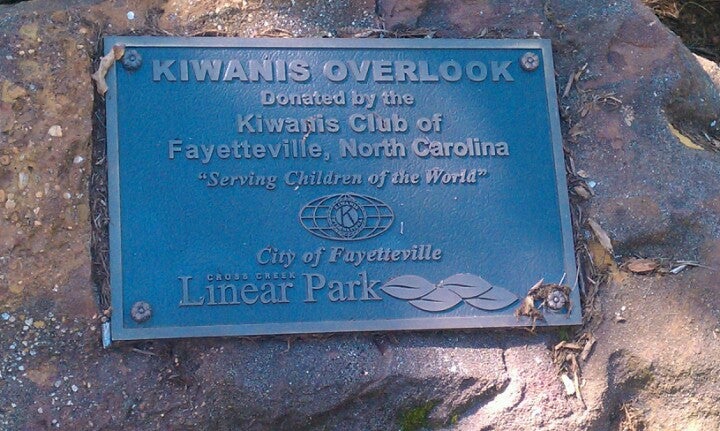 KIWANIS OVERLOOK
Donated by the
Kiwanis Club of
Fayetteville, North Carolina
"Serving Children of the World"
K
City of Fayetteville
CROSS CREEK
Linear Park